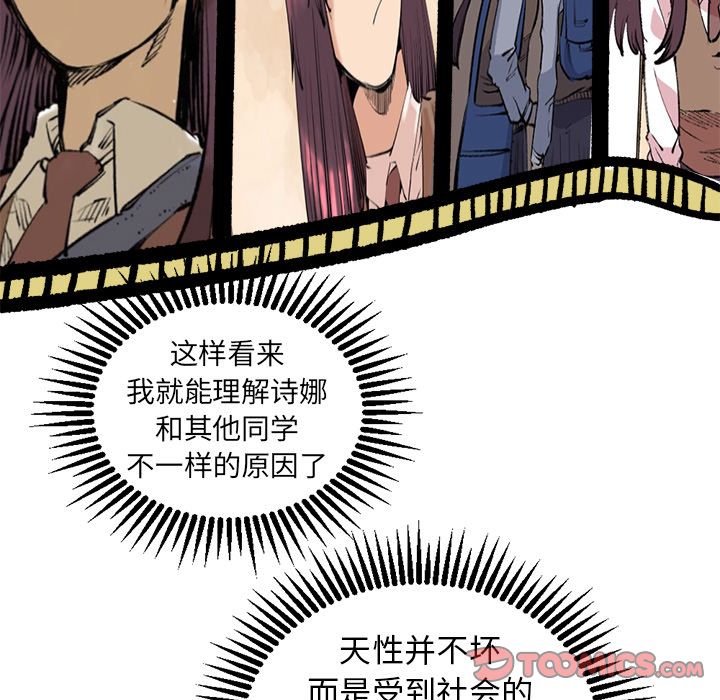 这样看来
我就能理解诗娜
和其他同学
不一样的原因了
天性并不坏
而是受到社会的
TOOMICS.COM